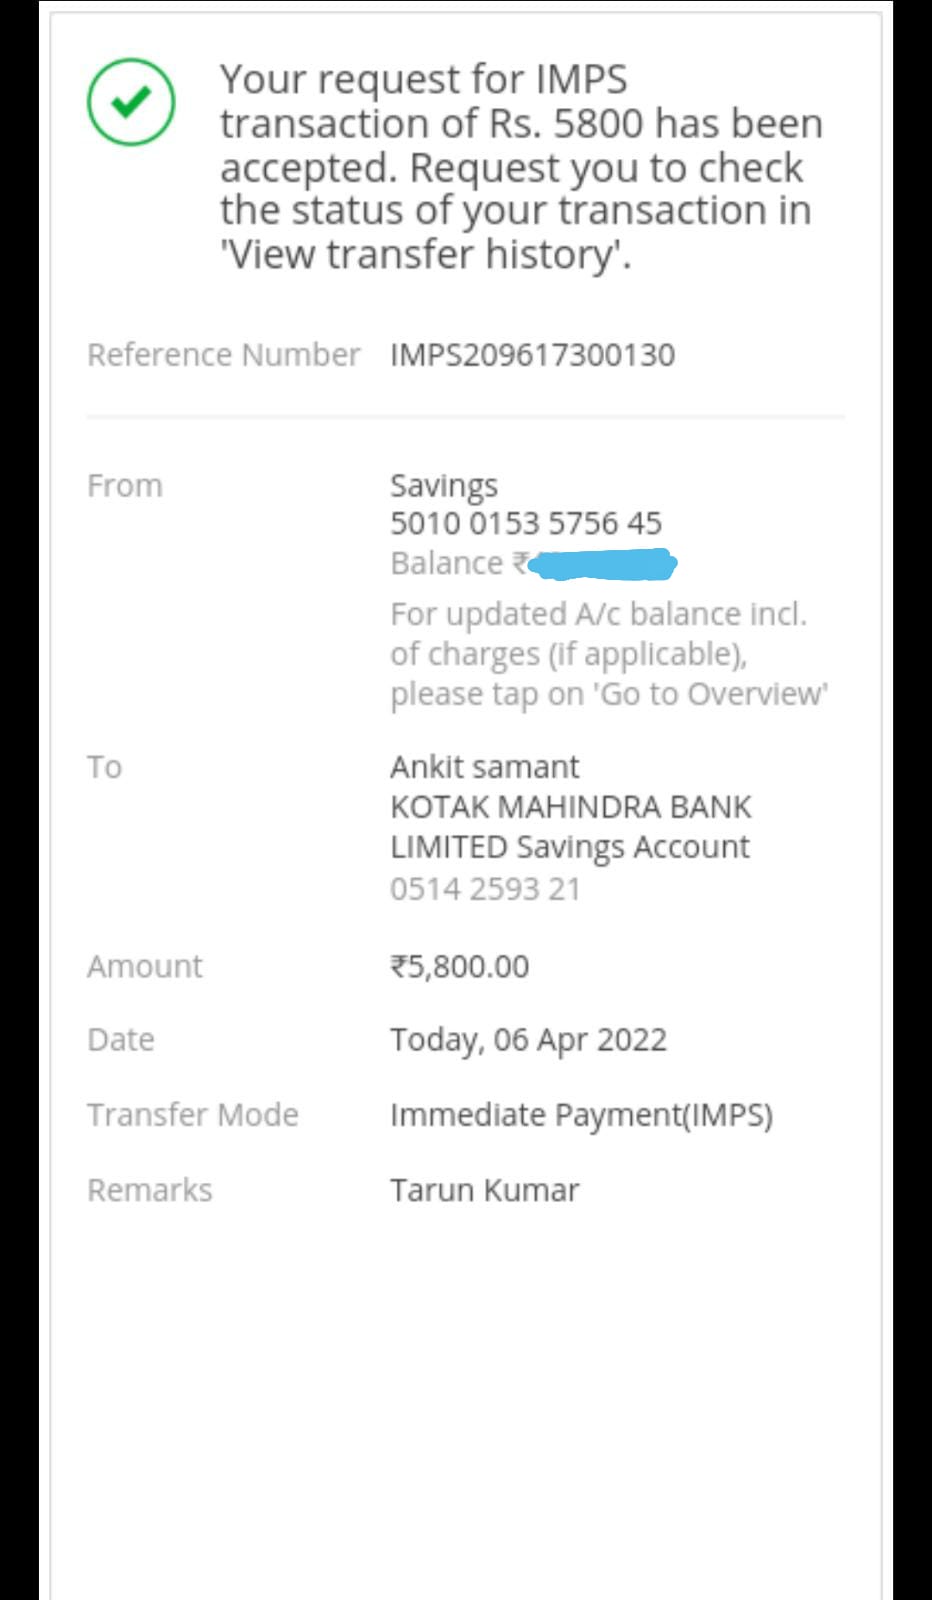 Your request for IMPS
transaction of Rs. 5800 has been
accepted. Request you to check
the status of your transaction in
'View transfer history'.
Reference Number IMPS209617300130
From Savings
5010 0153 5756 45
Balance ₹
For updated A/c balance incl.
of charges (if applicable),
please tap on 'Go to Overview'
To Ankit samant
KOTAK MAHINDRA BANK
LIMITED Savings Account
0514 2593 21
Amount ₹5,800.00
Date Today, 06 Apr 2022
Transfer Mode Immediate Payment(IMPS)
Remarks Tarun Kumar